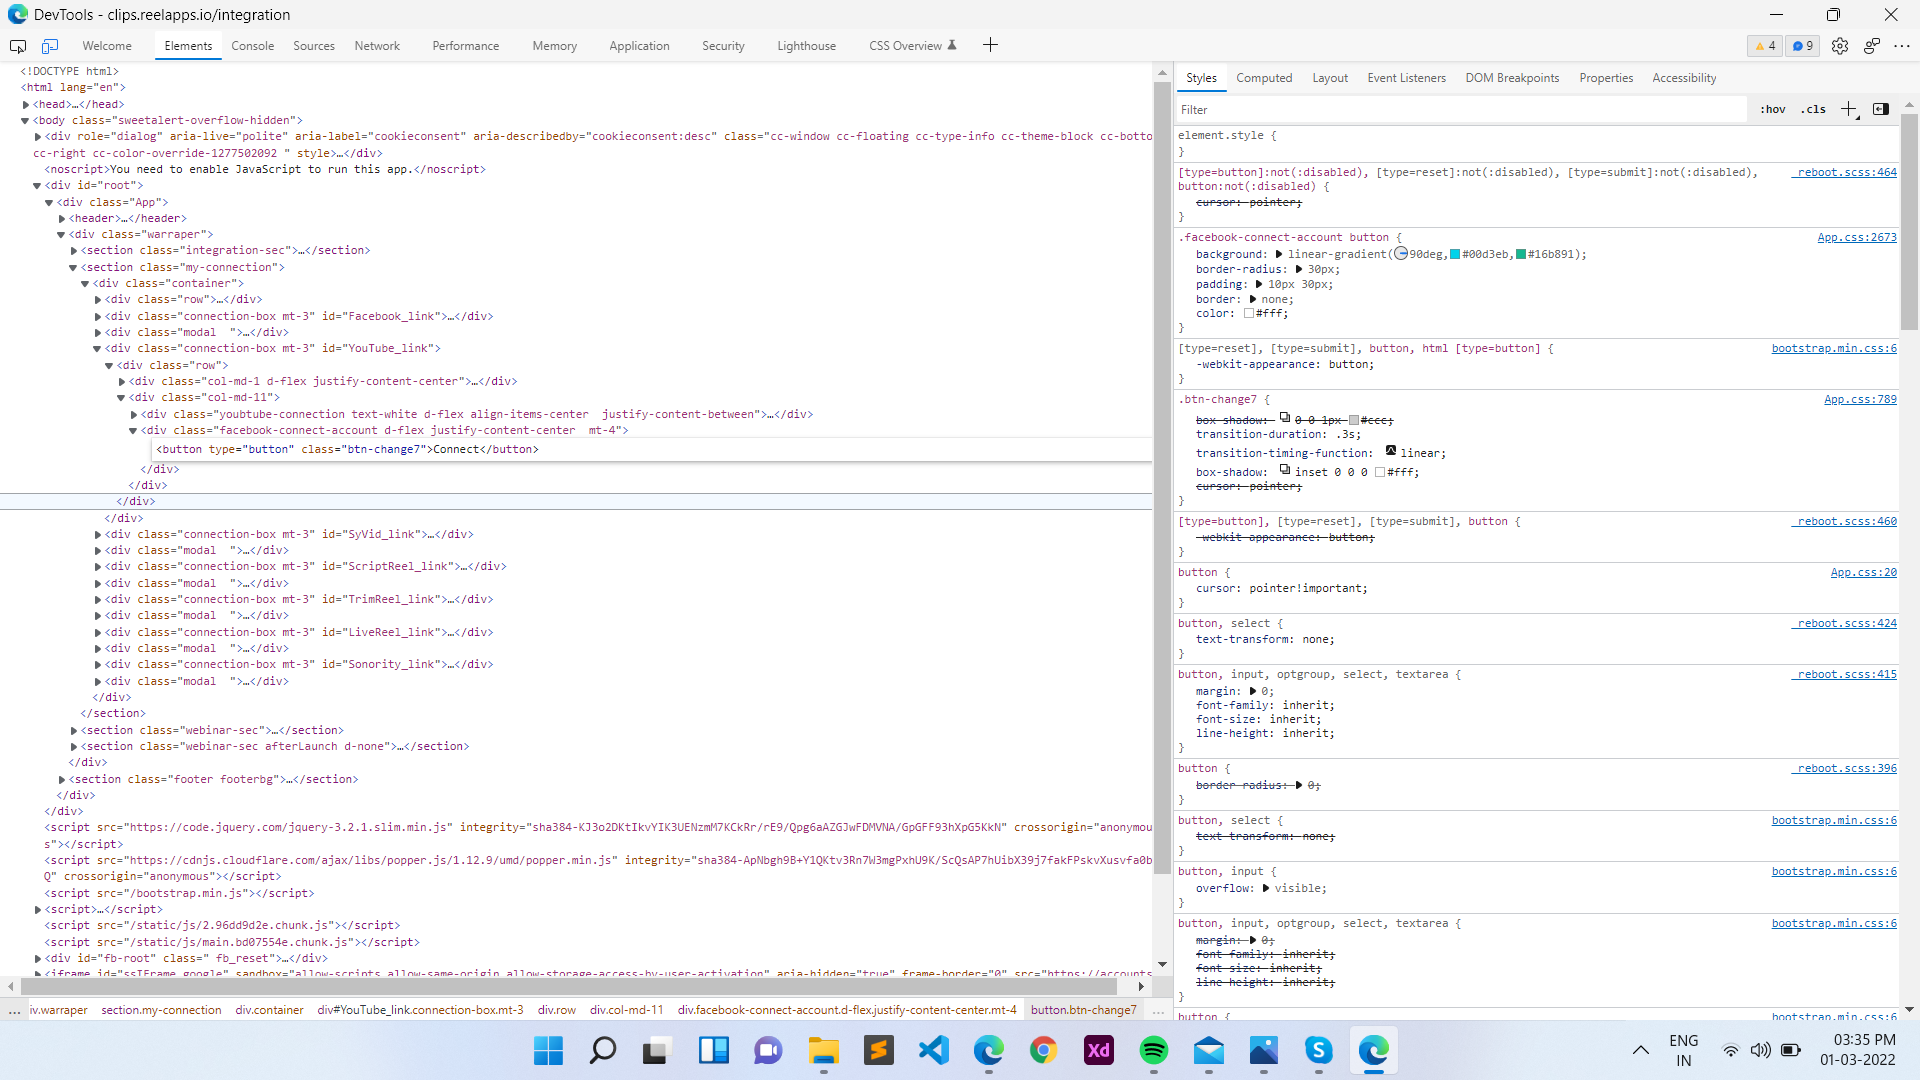 DevTools - clips.reelapps.io/integration
Welcome Elements Console Sources Network Performance Memory Application Security Lighthouse CSS Overview 4 9
<!DOCTYPE html>
<html lang="en">
<head>…</head>
<body class="sweetalert-overflow-hidden">
<div role="dialog" aria-live="polite" aria-label="cookieconsent" aria-describedby="cookieconsent:desc" class="cc-window cc-floating cc-type-info cc-theme-block cc-botto
cc-right cc-color-override-1277502092 " style>…</div>
<noscript>You need to enable JavaScript to run this app.</noscript>
<div id="root">
<div class="App">
<header>…</header>
<div class="warraper">
<section class="integration-sec">…</section>
<section class="my-connection">
<div class="container">
<div class="row">…</div>
<div class="connection-box mt-3" id="Facebook_link">…</div>
<div class="modal  ">…</div>
<div class="connection-box mt-3" id="YouTube_link">
<div class="row">
<div class="col-md-1 d-flex justify-content-center">…</div>
<div class="col-md-11">
<div class="youbtube-connection text-white d-flex align-items-center  justify-content-between">…</div>
<div class="facebook-connect-account d-flex justify-content-center  mt-4">
<button type="button" class="btn-change7">Connect</button>
</div>
</div>
</div>
</div>
<div class="connection-box mt-3" id="SyVid_link">…</div>
<div class="modal  ">…</div>
<div class="connection-box mt-3" id="ScriptReel_link">…</div>
<div class="modal  ">…</div>
<div class="connection-box mt-3" id="TrimReel_link">…</div>
<div class="modal  ">…</div>
<div class="connection-box mt-3" id="LiveReel_link">…</div>
<div class="modal  ">…</div>
<div class="connection-box mt-3" id="Sonority_link">…</div>
<div class="modal  ">…</div>
</div>
</section>
<section class="webinar-sec">…</section>
<section class="webinar-sec afterLaunch d-none">…</section>
</div>
<section class="footer footerbg">…</section>
</div>
</div>
<script src="https://code.jquery.com/jquery-3.2.1.slim.min.js" integrity="sha384-KJ3o2DKtIkvYIK3UENzmM7KCkRr/rE9/Qpg6aAZGJwFDMVNA/GpGFF93hXpG5KkN" crossorigin="anonymou
s"></script>
<script src="https://cdnjs.cloudflare.com/ajax/libs/popper.js/1.12.9/umd/popper.min.js" integrity="sha384-ApNbgh9B+Y1QKtv3Rn7W3mgPxhU9K/ScQsAP7hUibX39j7fakFPskvXusvfa0b
Q" crossorigin="anonymous"></script>
<script src="/bootstrap.min.js"></script>
<script>…</script>
<script src="/static/js/2.96dd9d2e.chunk.js"></script>
<script src="/static/js/main.bd07554e.chunk.js"></script>
<div id="fb-root" class=" fb_reset">…</div>
<iframe id="ssIFrame_google" sandbox="allow-scripts allow-same-origin allow-storage-access-by-user-activation" aria-hidden="true" frame-border="0" src="https://accounts
… iv.warraper section.my-connection div.container div#YouTube_link.connection-box.mt-3 div.row div.col-md-11 div.facebook-connect-account.d-flex.justify-content-center.mt-4 button.btn-change7 …
Styles Computed Layout Event Listeners DOM Breakpoints Properties Accessibility
Filter :hov .cls
element.style {
}
[type=button]:not(:disabled), [type=reset]:not(:disabled), [type=submit]:not(:disabled), _reboot.scss:464
button:not(:disabled) {
cursor: pointer;
}
.facebook-connect-account button { App.css:2673
background: linear-gradient(90deg,#00d3eb,#16b891);
border-radius: 30px;
padding: 10px 30px;
border: none;
color: #fff;
}
[type=reset], [type=submit], button, html [type=button] { bootstrap.min.css:6
-webkit-appearance: button;
}
.btn-change7 { App.css:789
box-shadow: 0 0 1px #ccc;
transition-duration: .3s;
transition-timing-function: linear;
box-shadow: inset 0 0 0 #fff;
cursor: pointer;
}
[type=button], [type=reset], [type=submit], button { _reboot.scss:460
-webkit-appearance: button;
}
button { App.css:20
cursor: pointer!important;
}
button, select { _reboot.scss:424
text-transform: none;
}
button, input, optgroup, select, textarea { _reboot.scss:415
margin: 0;
font-family: inherit;
font-size: inherit;
line-height: inherit;
}
button { _reboot.scss:396
border-radius: 0;
}
button, select { bootstrap.min.css:6
text-transform: none;
}
button, input { bootstrap.min.css:6
overflow: visible;
}
button, input, optgroup, select, textarea { bootstrap.min.css:6
margin: 0;
font-family: inherit;
font-size: inherit;
line-height: inherit;
}
button { bootstrap.min.css:6
Xd
ENG
IN
03:35 PM
01-03-2022